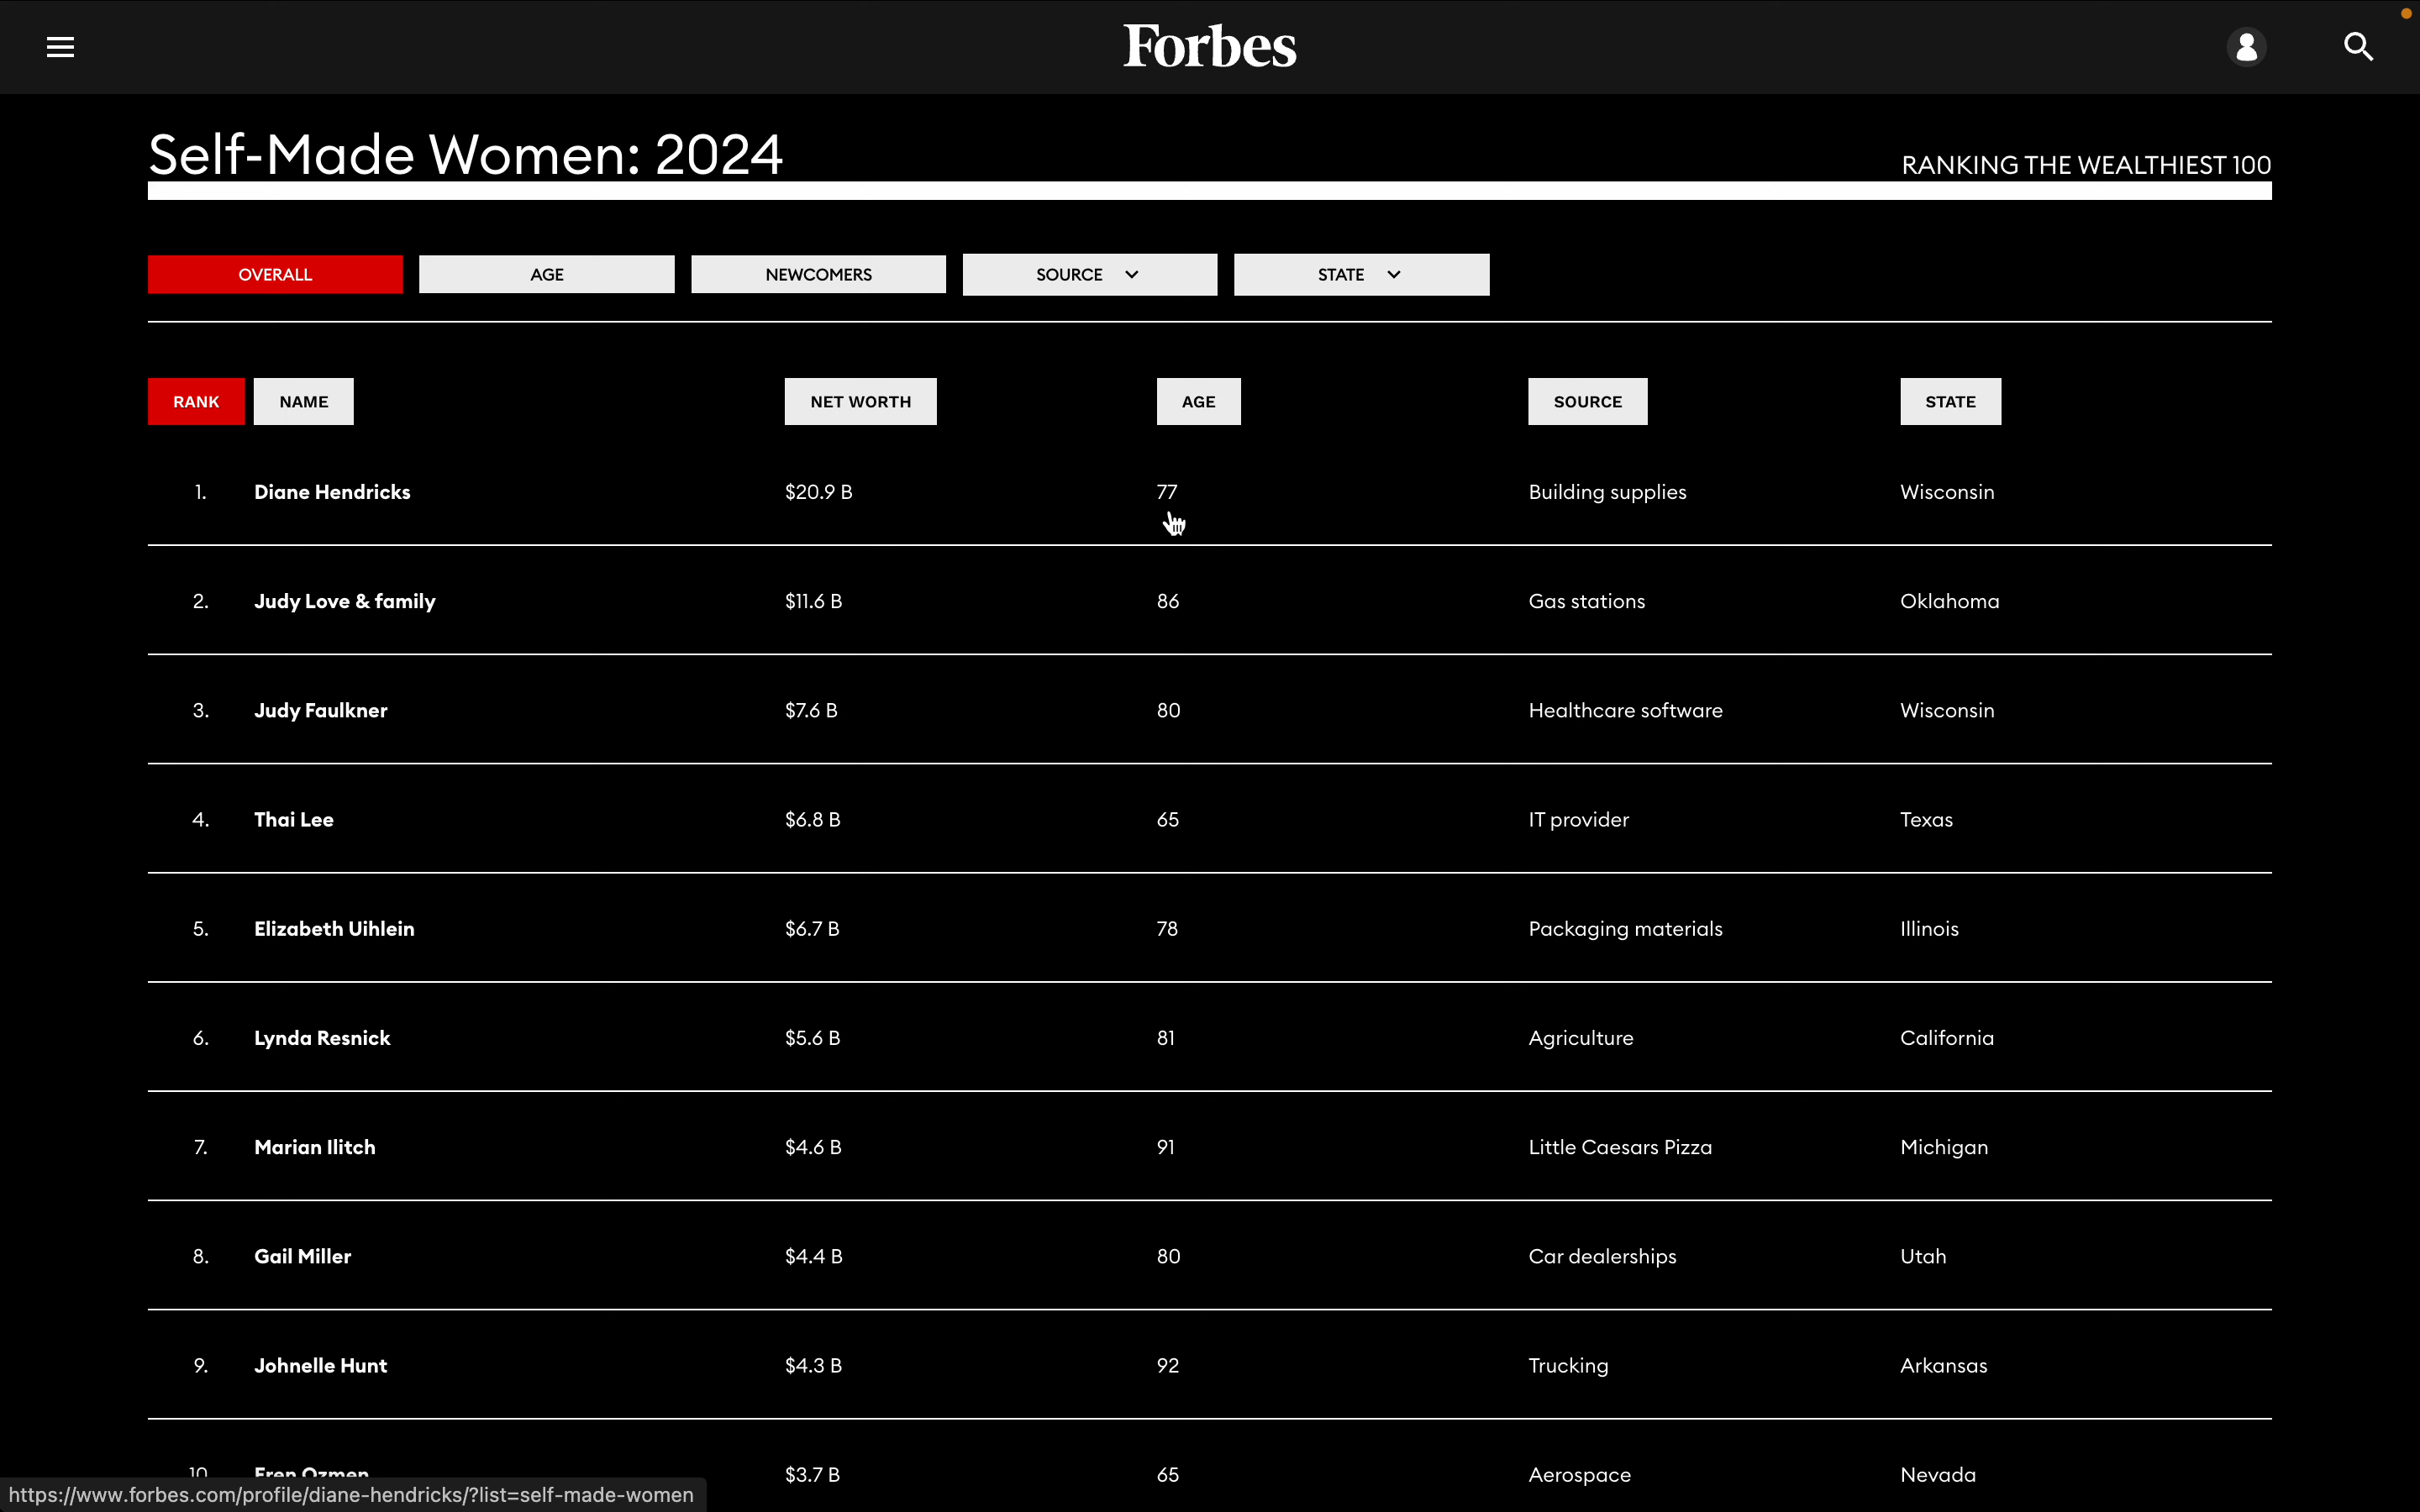 Forbes
Self-Made Women: 2024
RANKING THE WEALTHIEST 100
OVERALL AGE NEWCOMERS SOURCE STATE
RANK NAME NET WORTH AGE SOURCE STATE
1. Diane Hendricks $20.9 B 77 Building supplies Wisconsin
2. Judy Love & family $11.6 B 86 Gas stations Oklahoma
3. Judy Faulkner $7.6 B 80 Healthcare software Wisconsin
4. Thai Lee $6.8 B 65 IT provider Texas
5. Elizabeth Uihlein $6.7 B 78 Packaging materials Illinois
6. Lynda Resnick $5.6 B 81 Agriculture California
7. Marian Ilitch $4.6 B 91 Little Caesars Pizza Michigan
8. Gail Miller $4.4 B 80 Car dealerships Utah
9. Johnelle Hunt $4.3 B 92 Trucking Arkansas
10. Eren Ozmen $3.7 B 65 Aerospace Nevada
https://www.forbes.com/profile/diane-hendricks/?list=self-made-women